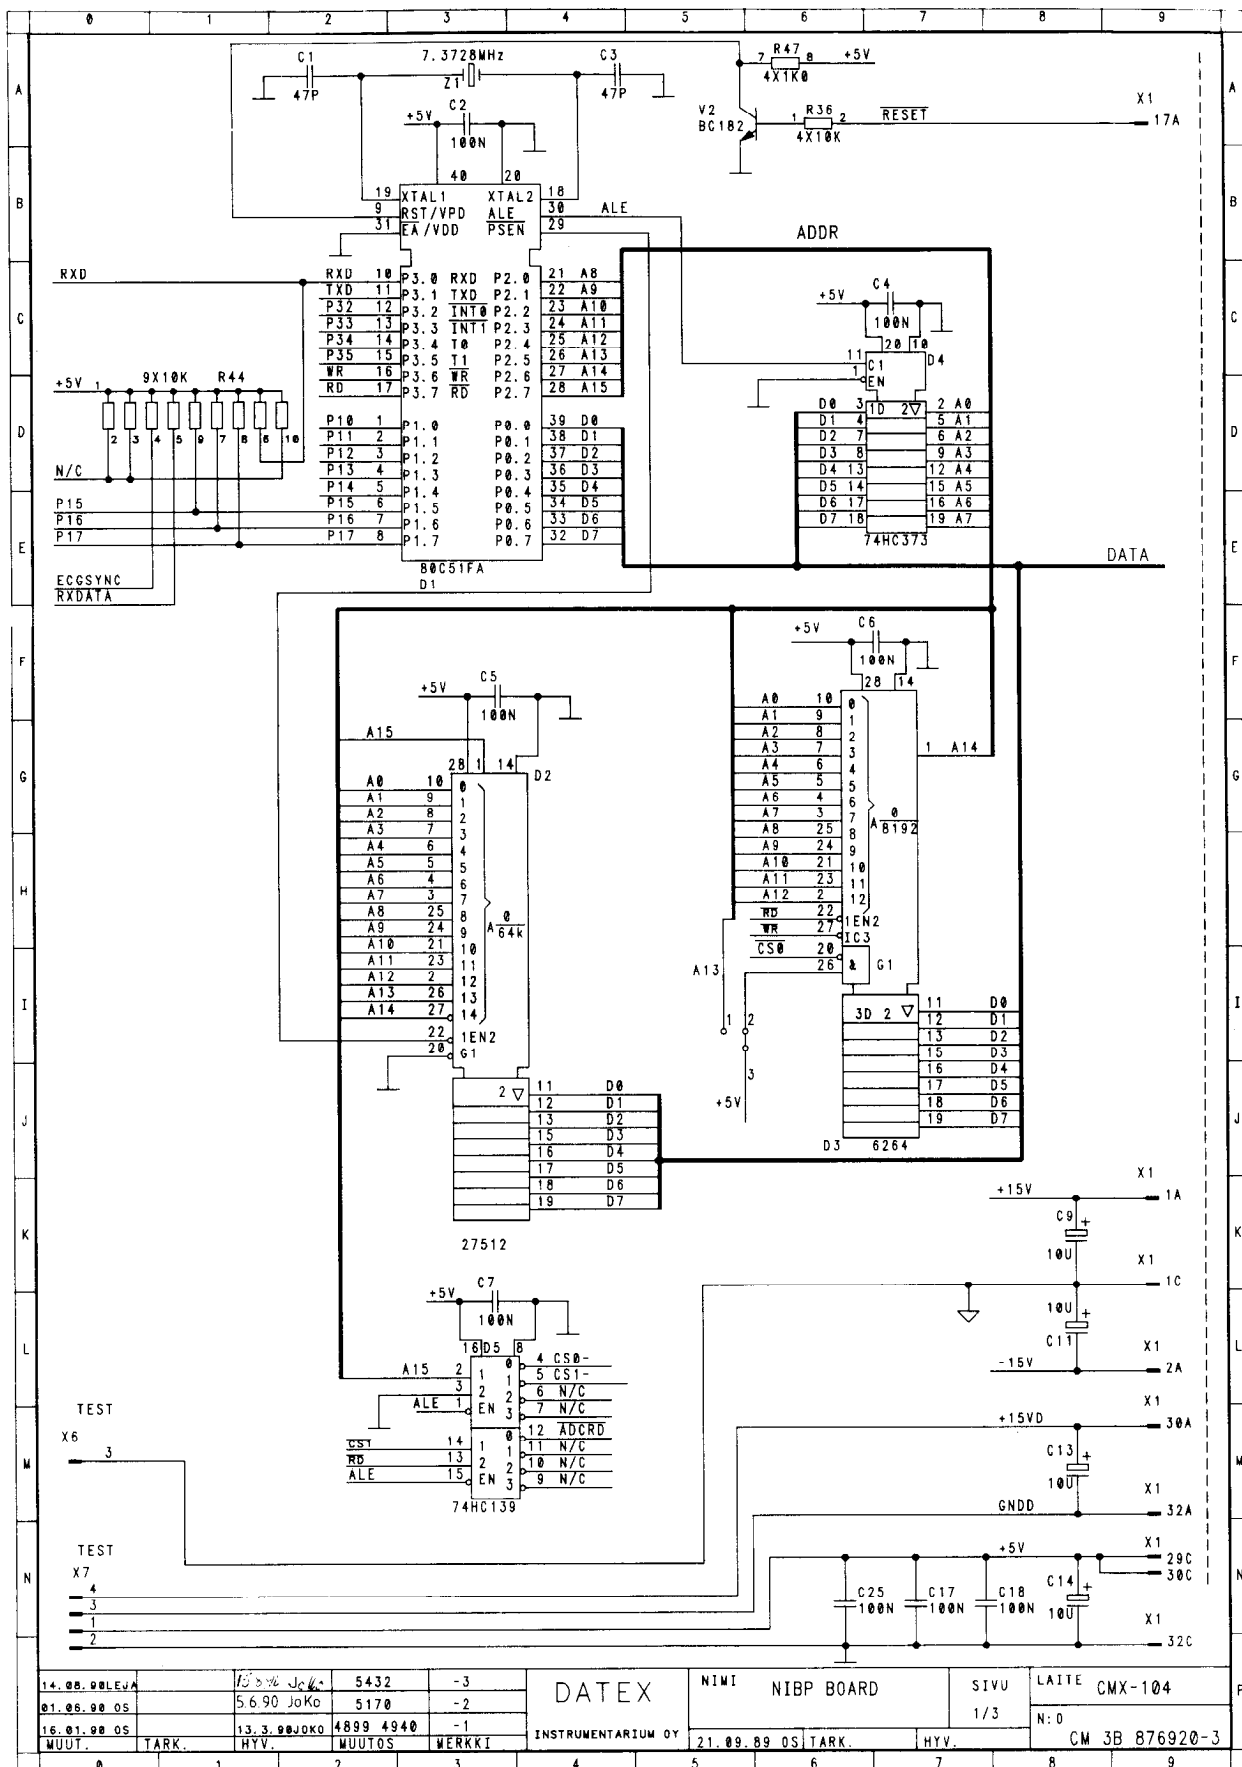 0 1 2 3 4 5 6 7 8 9
A
C1
47P
7.3728MHz
Z1
C3
47P
7 R47 8 +5V
4X1K0
V2
BC182
1 R36 2
4X10K
RESET
X1
17A
A
+5V
C2
100N
B
40 20
19 XTAL1 XTAL2 18
9 RST/VPD ALE 30 ALE
31 EA/VDD PSEN 29
B
ADDR
C
RXD
RXD 10 P3.0 RXD P2.0 21 A8
TXD 11 P3.1 TXD P2.1 22 A9
P32 12 P3.2 INT0 P2.2 23 A10
P33 13 P3.3 INT1 P2.3 24 A11
P34 14 P3.4 T0 P2.4 25 A12
P35 15 P3.5 T1 P2.5 26 A13
WR 16 P3.6 WR P2.6 27 A14
RD 17 P3.7 RD P2.7 28 A15
+5V
C4
100N
20 10
11 C1 D4
1 EN
C
D
+5V 1 9X10K R44
2 3 4 5 9 7 8 6 10
N/C
P10 1 P1.0 P0.0 39 D0
P11 2 P1.1 P0.1 38 D1
P12 3 P1.2 P0.2 37 D2
P13 4 P1.3 P0.3 36 D3
P14 5 P1.4 P0.4 35 D4
P15 P15 6 P1.5 P0.5 34 D5
P16 P16 7 P1.6 P0.6 33 D6
P17 P17 8 P1.7 P0.7 32 D7
D0 3 1D 2 2 A0
D1 4 5 A1
D2 7 6 A2
D3 8 9 A3
D4 13 12 A4
D5 14 15 A5
D6 17 16 A6
D7 18 19 A7
74HC373
D
E
80C51FA
D1
ECGSYNC
RXDATA
DATA
E
F
+5V
C6
100N
28 14
F
+5V
C5
100N
A15
28 1 14 D2
G
A0 10 0
A1 9 1
A2 8 2
A3 7 3
A4 6 4
A5 5 5
A6 4 6
A7 3 7
A8 25 8
A9 24 9
A10 21 10
A11 23 11
A12 2 12
A13 26 13
A14 27 14
22 1EN2
20 G1
A 0
64k
A0 10 0
A1 9 1
A2 8 2
A3 7 3
A4 6 4
A5 5 5
A6 4 6
A7 3 7
A8 25 8
A9 24 9
A10 21 10
A11 23 11
A12 2 12
RD 22 1EN2
WR 27 1C3
CS0 20
26 & G1
A 0
8192
1 A14
G
H
H
I
A13
1 2
3
+5V
3D 2
11 D0
12 D1
13 D2
15 D3
16 D4
17 D5
18 D6
19 D7
D3 6264
I
J
2
11 D0
12 D1
13 D2
15 D3
16 D4
17 D5
18 D6
19 D7
27512
J
K
+15V
X1
1A
C9 +
10U
X1
1C
K
+5V
C7
100N
L
16 D5 8
A15 2 1 0 4 CS0-
3 2 1 5 CS1-
2 6 N/C
ALE 1 EN 3 7 N/C
CS1 14 1 0 12 ADCRD
RD 13 2 1 11 N/C
2 10 N/C
ALE 15 EN 3 9 N/C
74HC139
10U +
C11
-15V
X1
2A
L
TEST
X6
3
M
+15VD
X1
30A
C13 +
10U
GNDD
X1
32A
M
TEST
X7
4
3
1
2
N
+5V
X1
29C
30C
C25
100N
C17
100N
C18
100N
C14 +
10U
X1
32C
N
14.08.90LEJA JoKo 5432 -3
01.06.90 OS 5.6.90 JoKo 5170 -2
16.01.90 OS 13.3.90JOKO 4899 4940 -1
MUUT. TARK. HYV. MUUTOS MERKKI
DATEX
INSTRUMENTARIUM OY
NIMI NIBP BOARD
21.09.89 OS TARK. HYV.
SIVU
1/3
LAITE CMX-104
N:O
CM 3B 876920-3
P
0 1 2 3 4 5 6 7 8 9